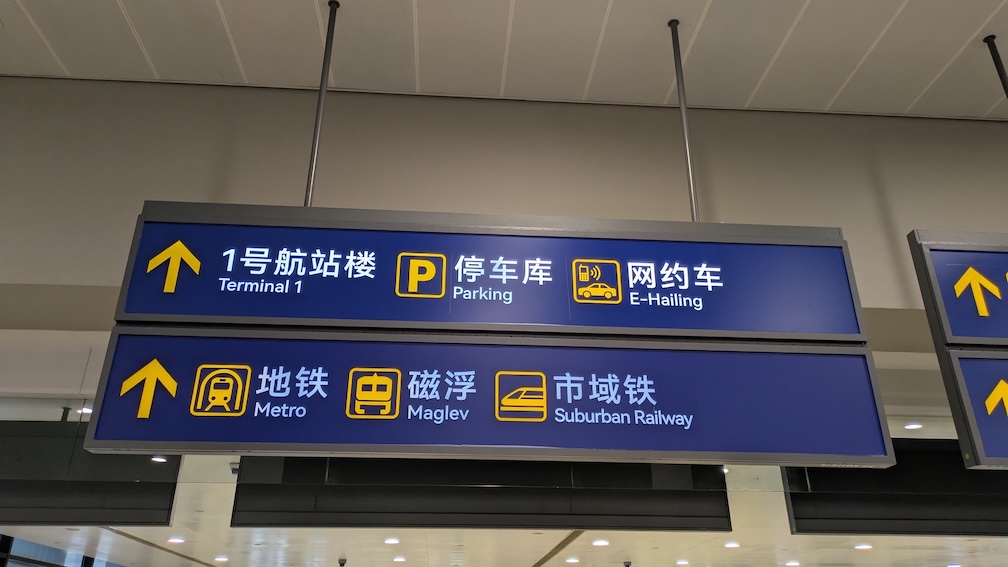 1号航站楼 P 停车库 网约车
Terminal 1 Parking E-Hailing
地铁 磁浮 市域铁
Metro Maglev Suburban Railway